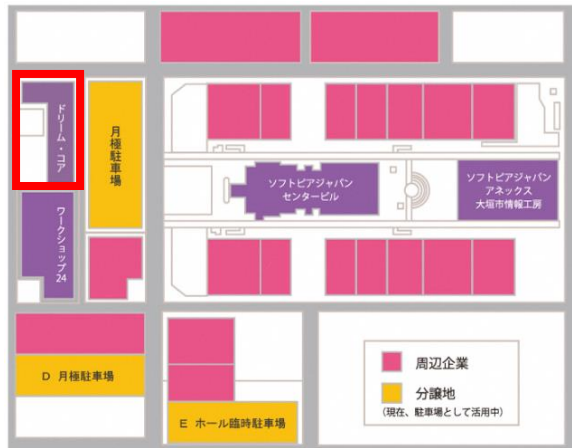 ドリーム・コア
月極駐車場
ソフトピアジャパン
センタービル
ソフトピアジャパン
アネックス
大垣市情報工房
ワークショップ24
D 月極駐車場
E ホール臨時駐車場
周辺企業
分譲地
(現在、駐車場として活用中)